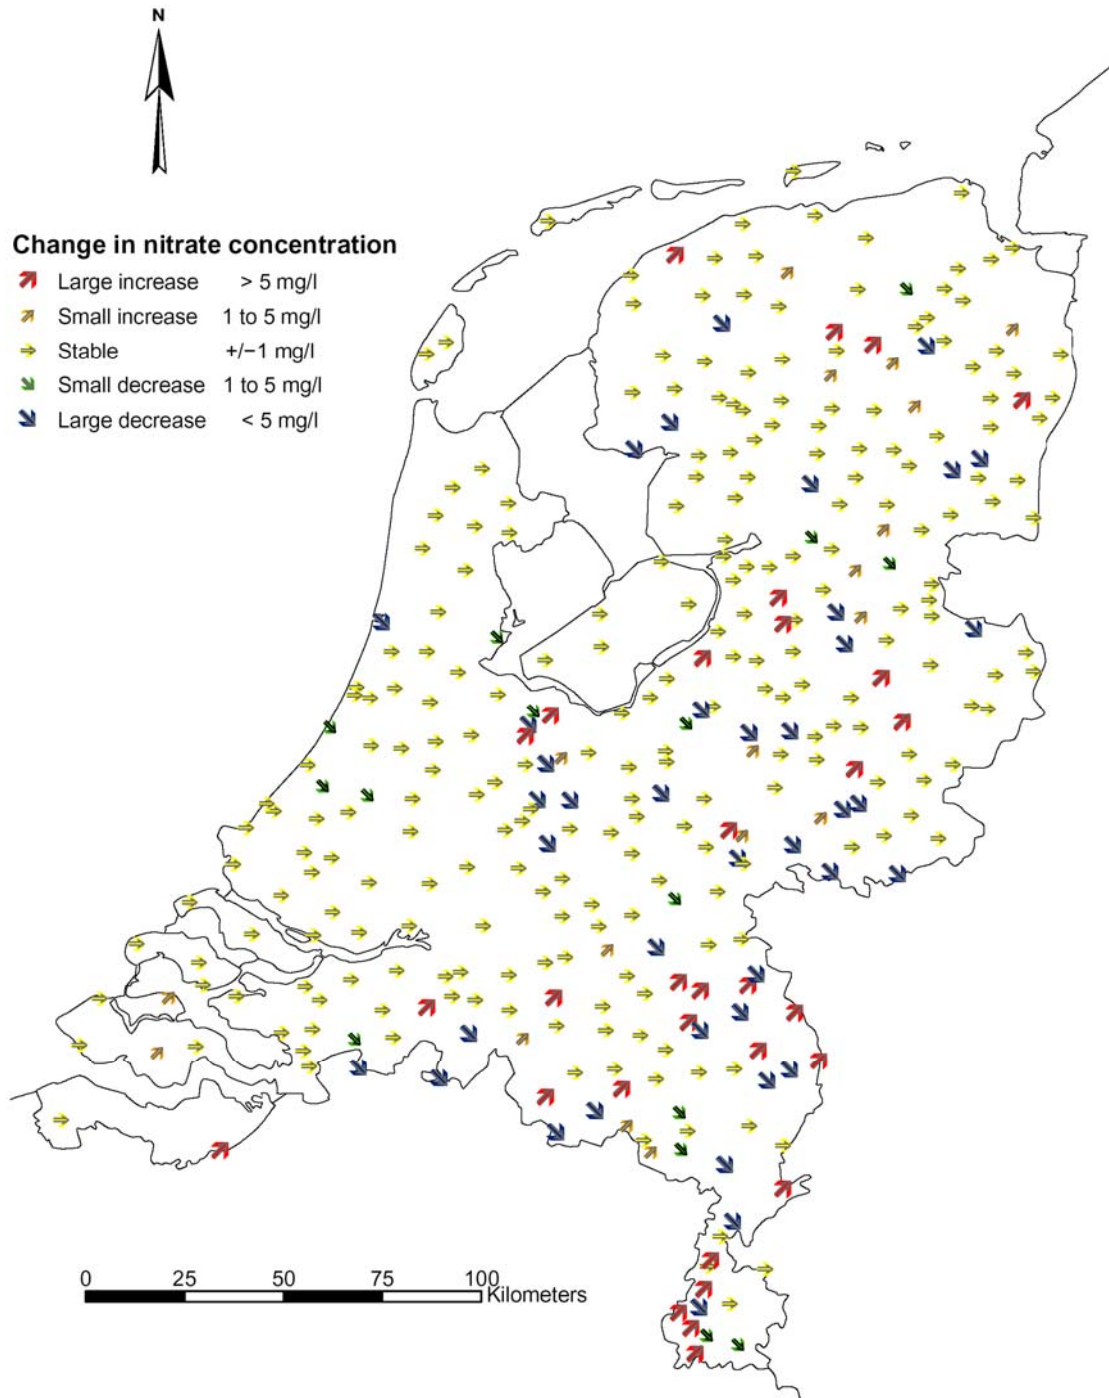 N
Change in nitrate concentration
Large increase > 5 mg/l
Small increase 1 to 5 mg/l
Stable +/−1 mg/l
Small decrease 1 to 5 mg/l
Large decrease < 5 mg/l
0 25 50 75 100
Kilometers